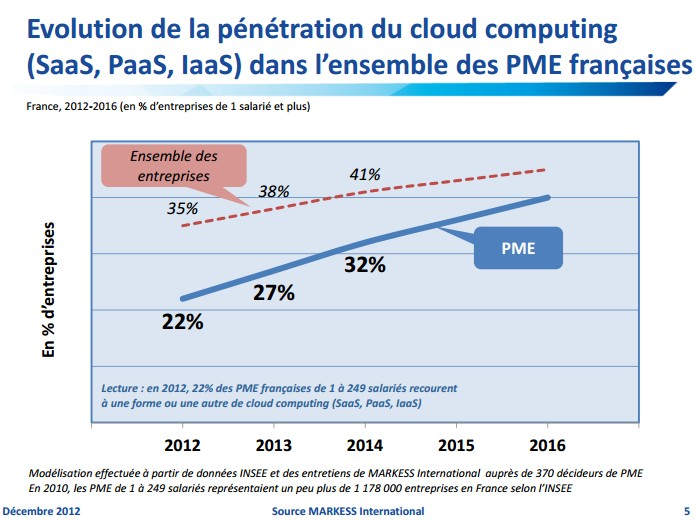 Evolution de la pénétration du cloud computing
(SaaS, PaaS, IaaS) dans l’ensemble des PME françaises
France, 2012-2016 (en % d’entreprises de 1 salarié et plus)
Ensemble des
entreprises
35%
38%
41%
PME
22%
27%
32%
En % d’entreprises
Lecture : en 2012, 22% des PME françaises de 1 à 249 salariés recourent
à une forme ou une autre de cloud computing (SaaS, PaaS, IaaS)
2012 2013 2014 2015 2016
Modélisation effectuée à partir de données INSEE et des entretiens de MARKESS International auprès de 370 décideurs de PME
En 2010, les PME de 1 à 249 salariés représentaient un peu plus de 1 178 000 entreprises en France selon l’INSEE
Décembre 2012 Source MARKESS International 5